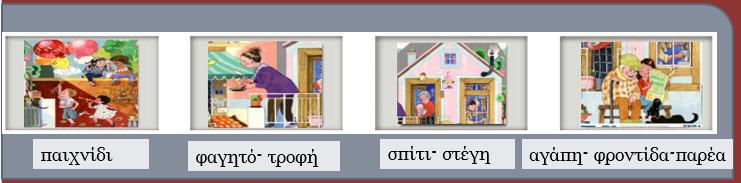 παιχνίδι
φαγητό- τροφή
σπίτι- στέγη
αγάπη- φροντίδα-παρέα